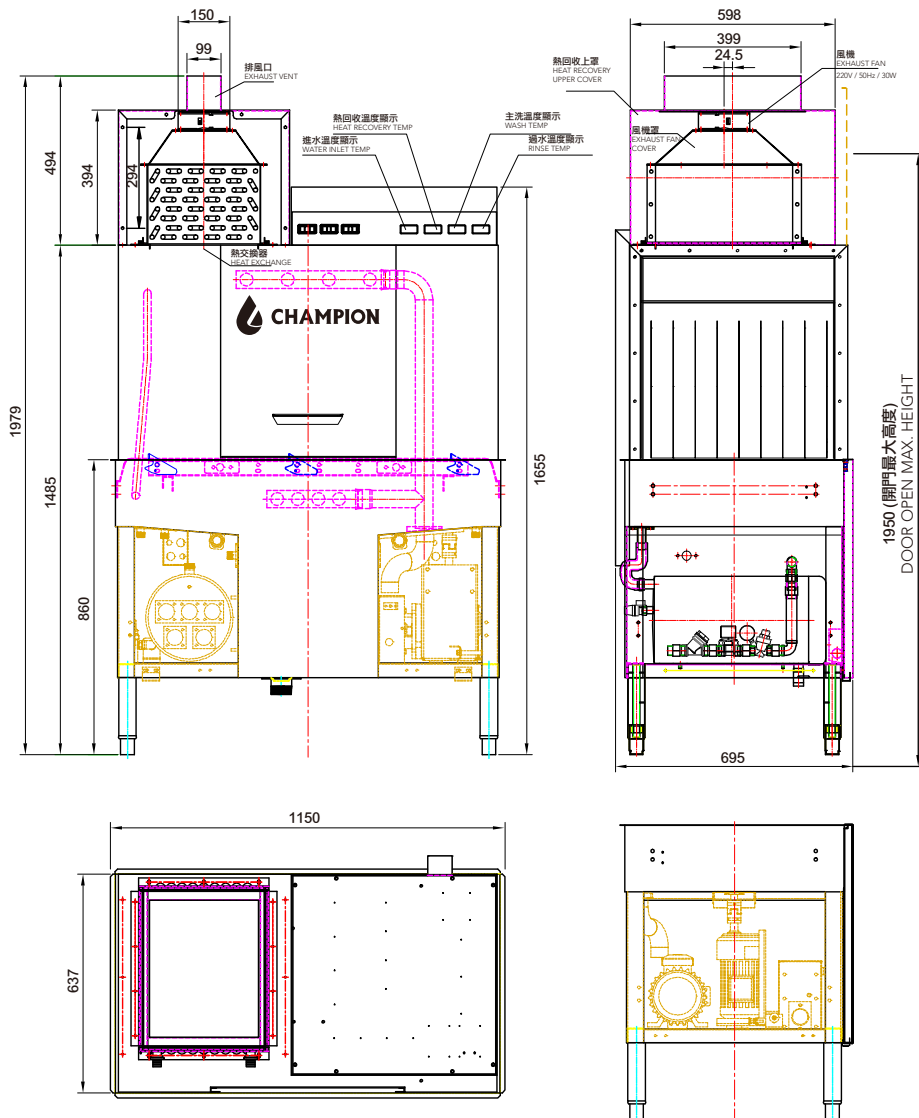 150
99
排風口
EXHAUST VENT
熱回收溫度顯示
HEAT RECOVERY TEMP
進水溫度顯示
WATER INLET TEMP
主洗溫度顯示
WASH TEMP
過水溫度顯示
RINSE TEMP
494
394
294
熱交換器
HEAT EXCHANGE
CHAMPION
1979
1485
860
1655
598
399
24.5
熱回收上罩
HEAT RECOVERY
UPPER COVER
風機
EXHAUST FAN
220V / 50Hz / 30W
風機罩
EXHAUST FAN
COVER
1950 (開門最大高度)
DOOR OPEN MAX. HEIGHT
695
1150
637